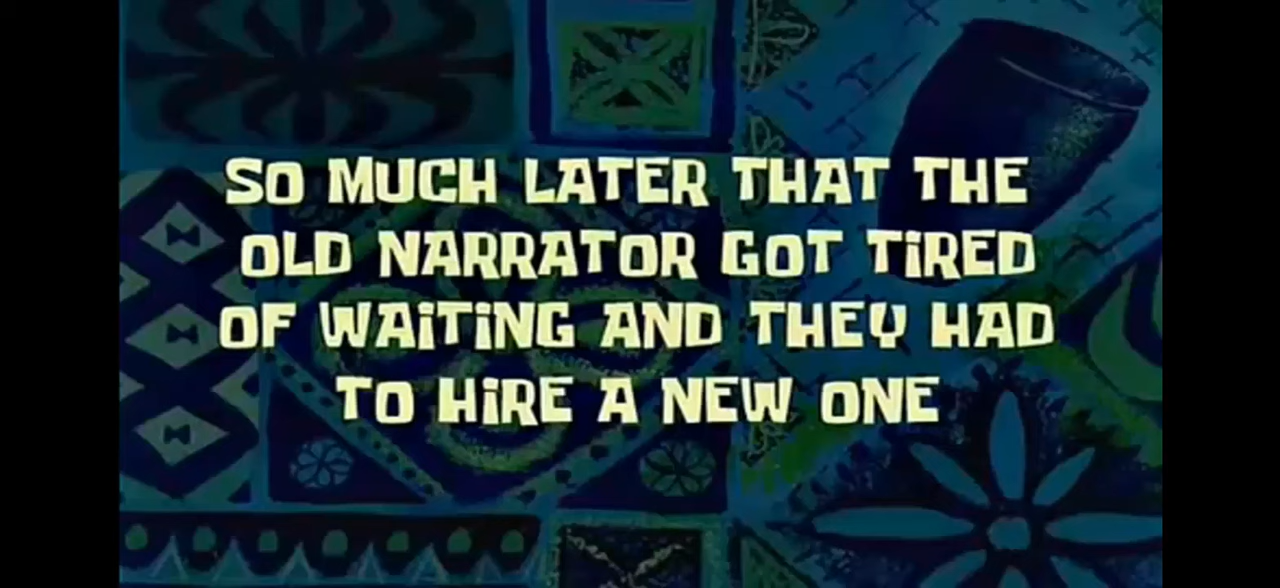 SO MUCH LATER THAT THE
OLD NARRATOR GOT TiRED
OF WAiTiNG AND THEY HAD
TO HiRE A NEW ONE